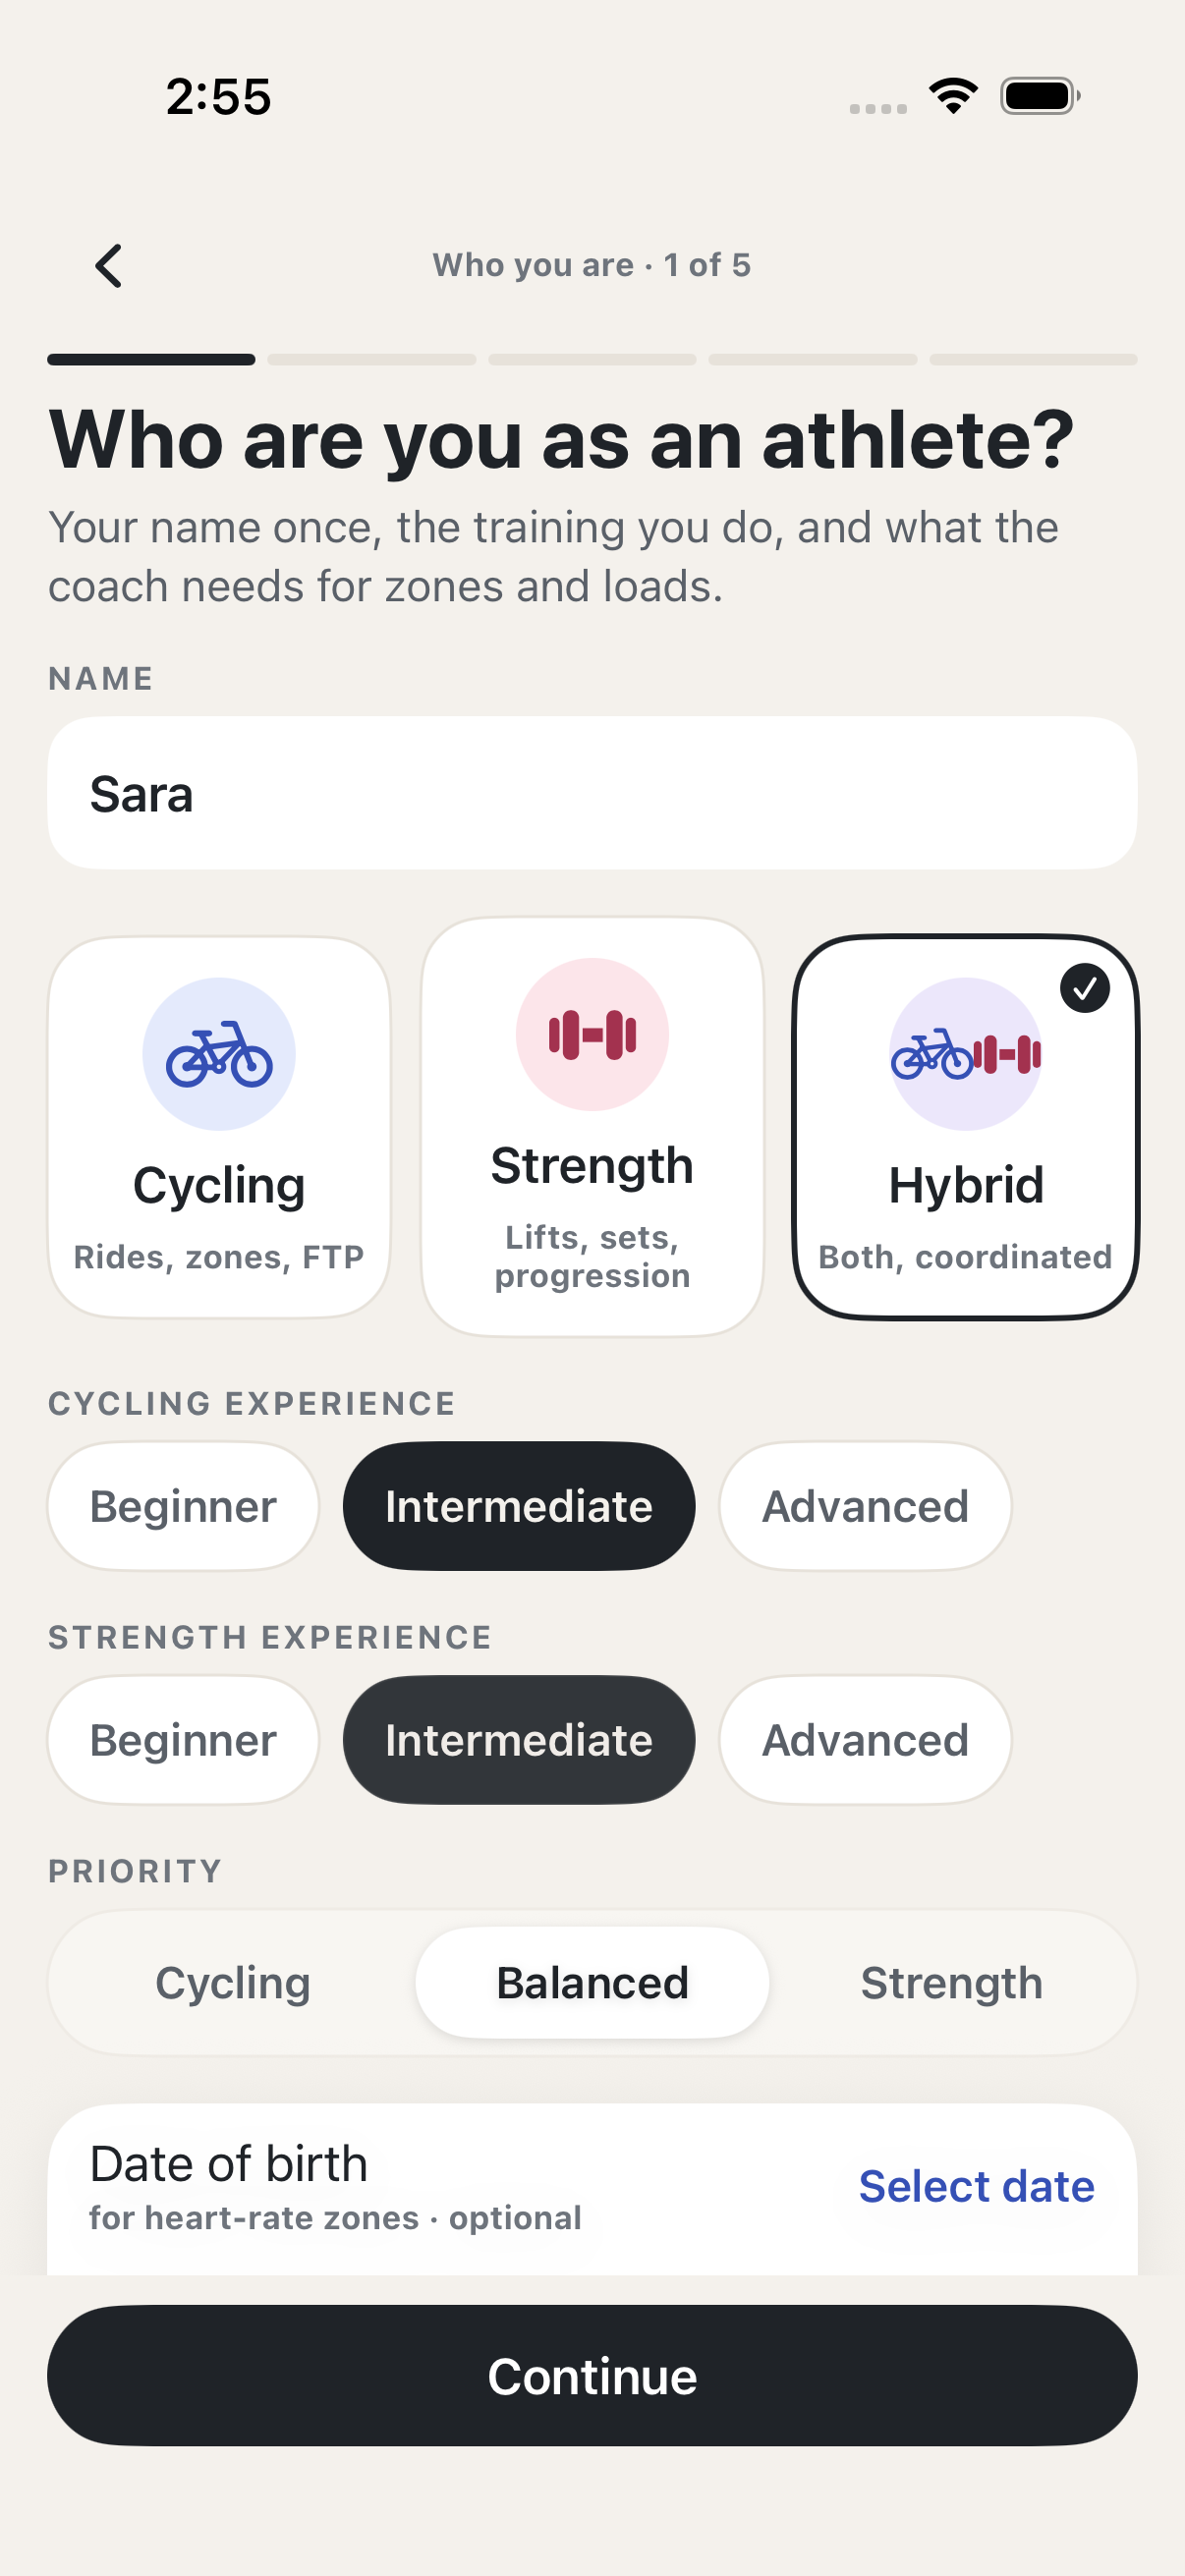 2:55
Who you are · 1 of 5
Who are you as an athlete?
Your name once, the training you do, and what the
coach needs for zones and loads.
NAME
Sara
Cycling
Rides, zones, FTP
Strength
Lifts, sets,
progression
Hybrid
Both, coordinated
CYCLING EXPERIENCE
Beginner Intermediate Advanced
STRENGTH EXPERIENCE
Beginner Intermediate Advanced
PRIORITY
Cycling Balanced Strength
Date of birth
for heart-rate zones · optional
Select date
Continue